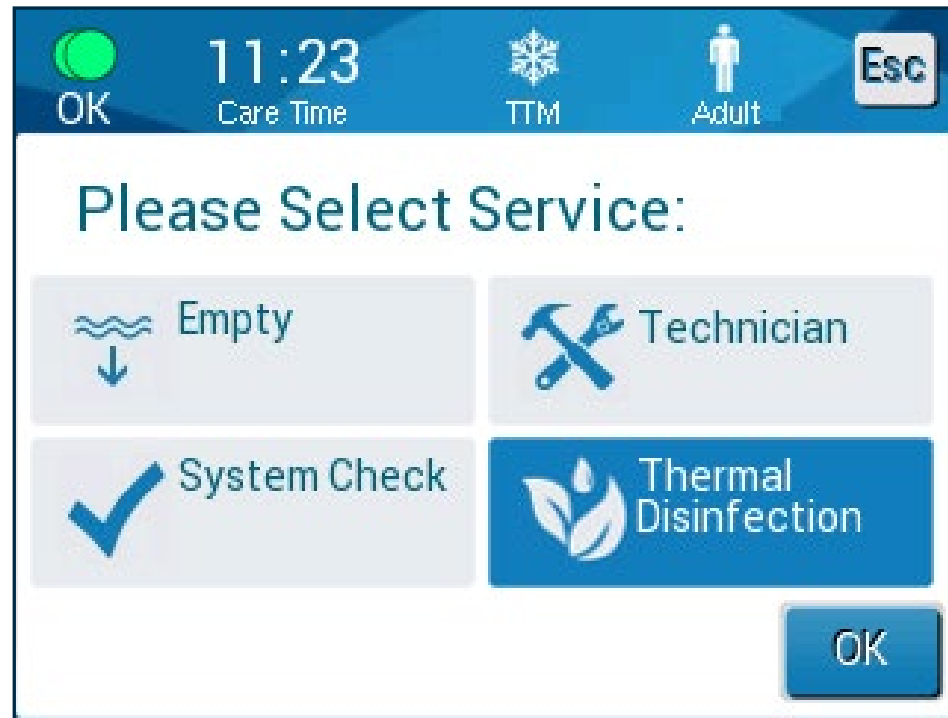 11:23
Esc
OK
Care Time
TTM
Adult
Please Select Service:
Empty
Technician
System Check
Thermal
Disinfection
OK